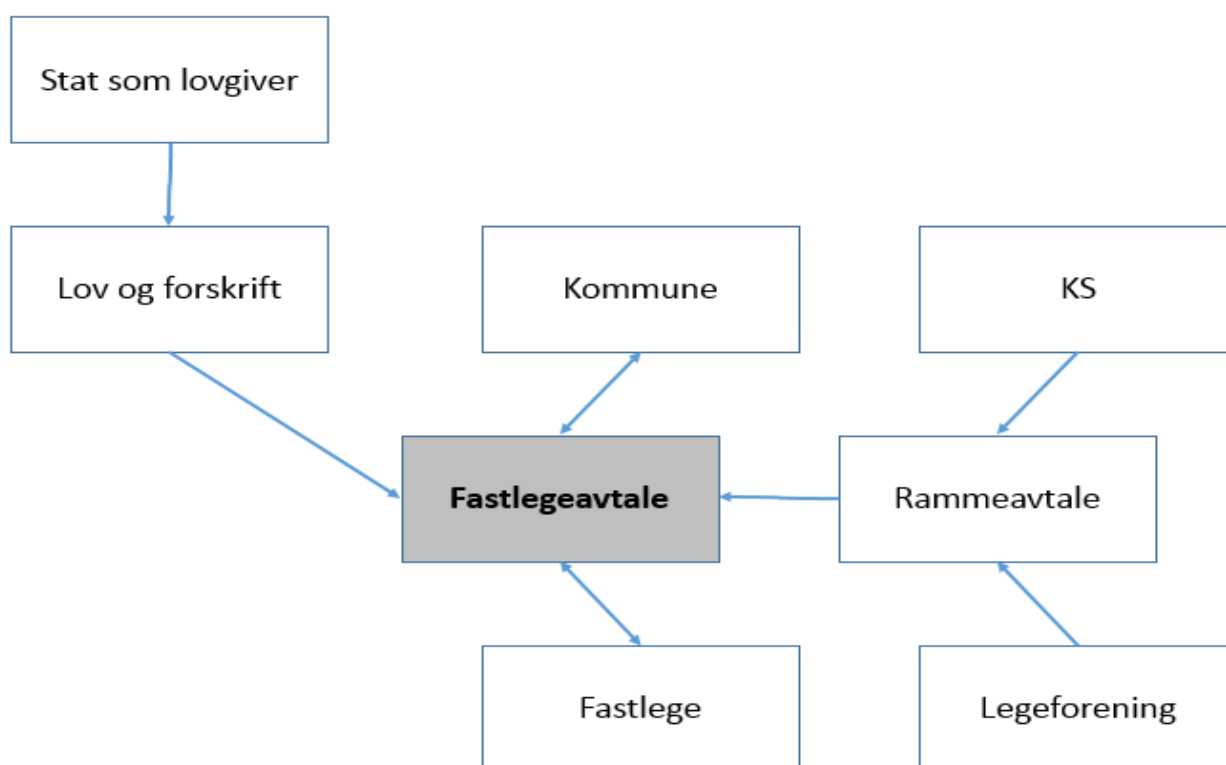 Stat som lovgiver
Lov og forskrift
Kommune
KS
Fastlegeavtale
Rammeavtale
Fastlege
Legeforening